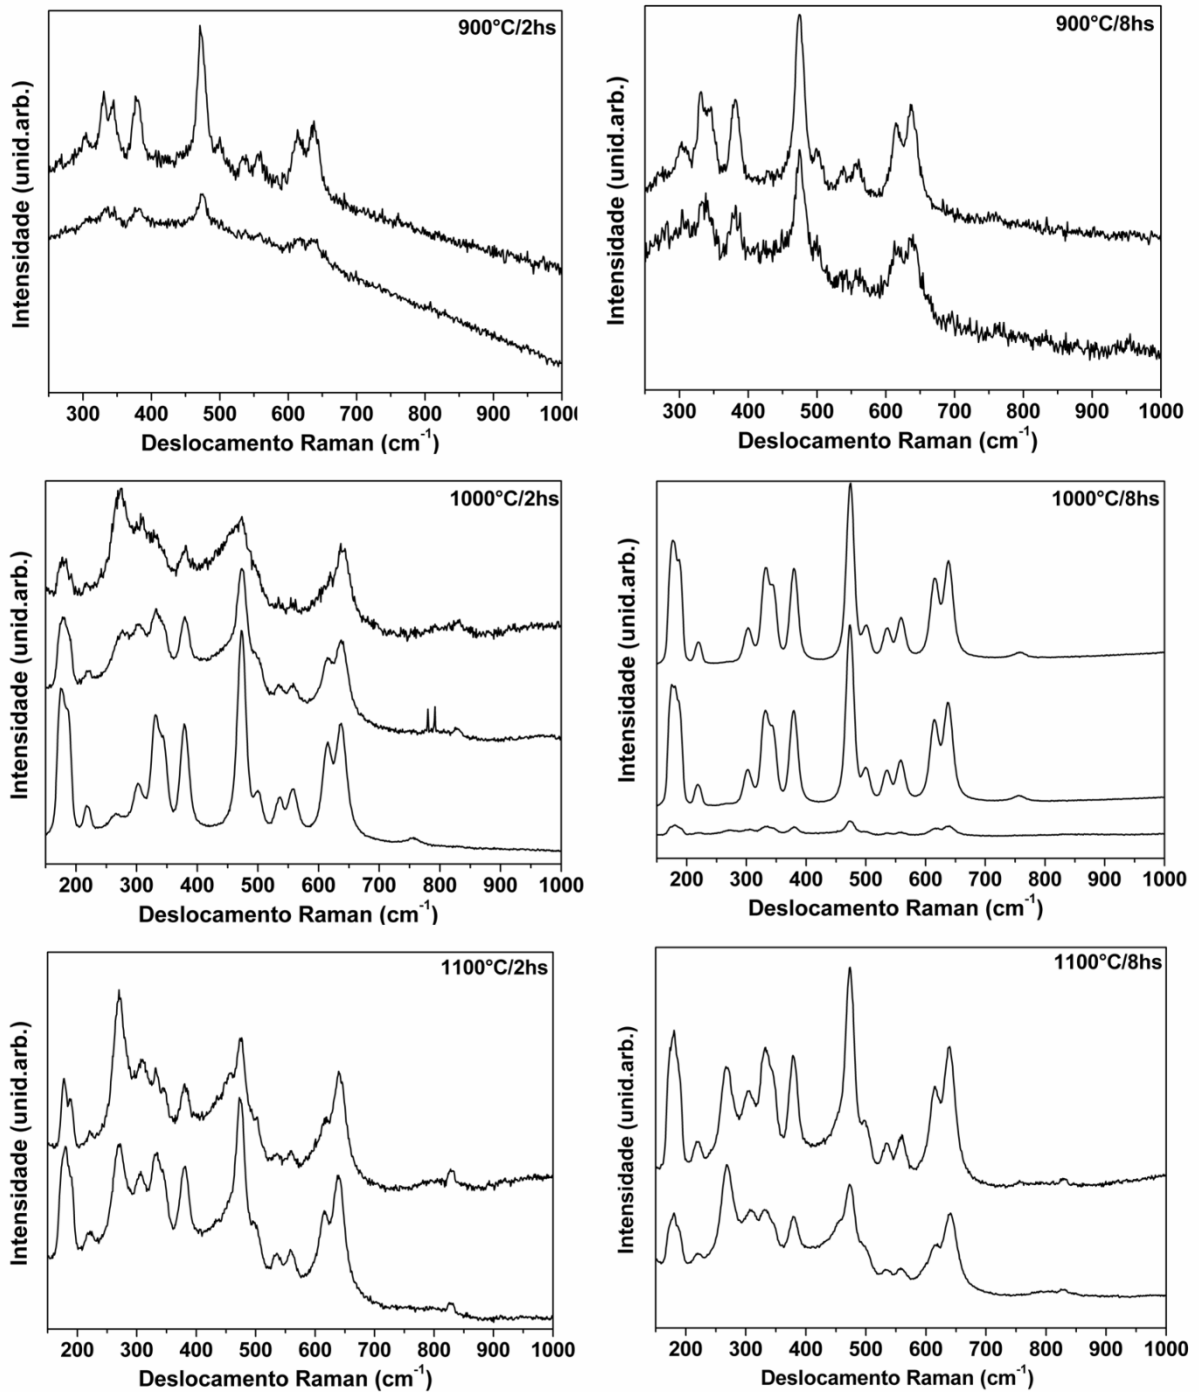 900°C/2hs
Intensidade (unid.arb.)
300 400 500 600 700 800 900 1000
Deslocamento Raman (cm⁻¹)
900°C/8hs
Intensidade (unid.arb.)
300 400 500 600 700 800 900 1000
Deslocamento Raman (cm⁻¹)
1000°C/2hs
Intensidade (unid.arb.)
200 300 400 500 600 700 800 900 1000
Deslocamento Raman (cm⁻¹)
1000°C/8hs
Intensidade (unid.arb.)
200 300 400 500 600 700 800 900 1000
Deslocamento Raman (cm⁻¹)
1100°C/2hs
Intensidade (unid.arb.)
200 300 400 500 600 700 800 900 1000
Deslocamento Raman (cm⁻¹)
1100°C/8hs
Intensidade (unid.arb.)
200 300 400 500 600 700 800 900 1000
Deslocamento Raman (cm⁻¹)